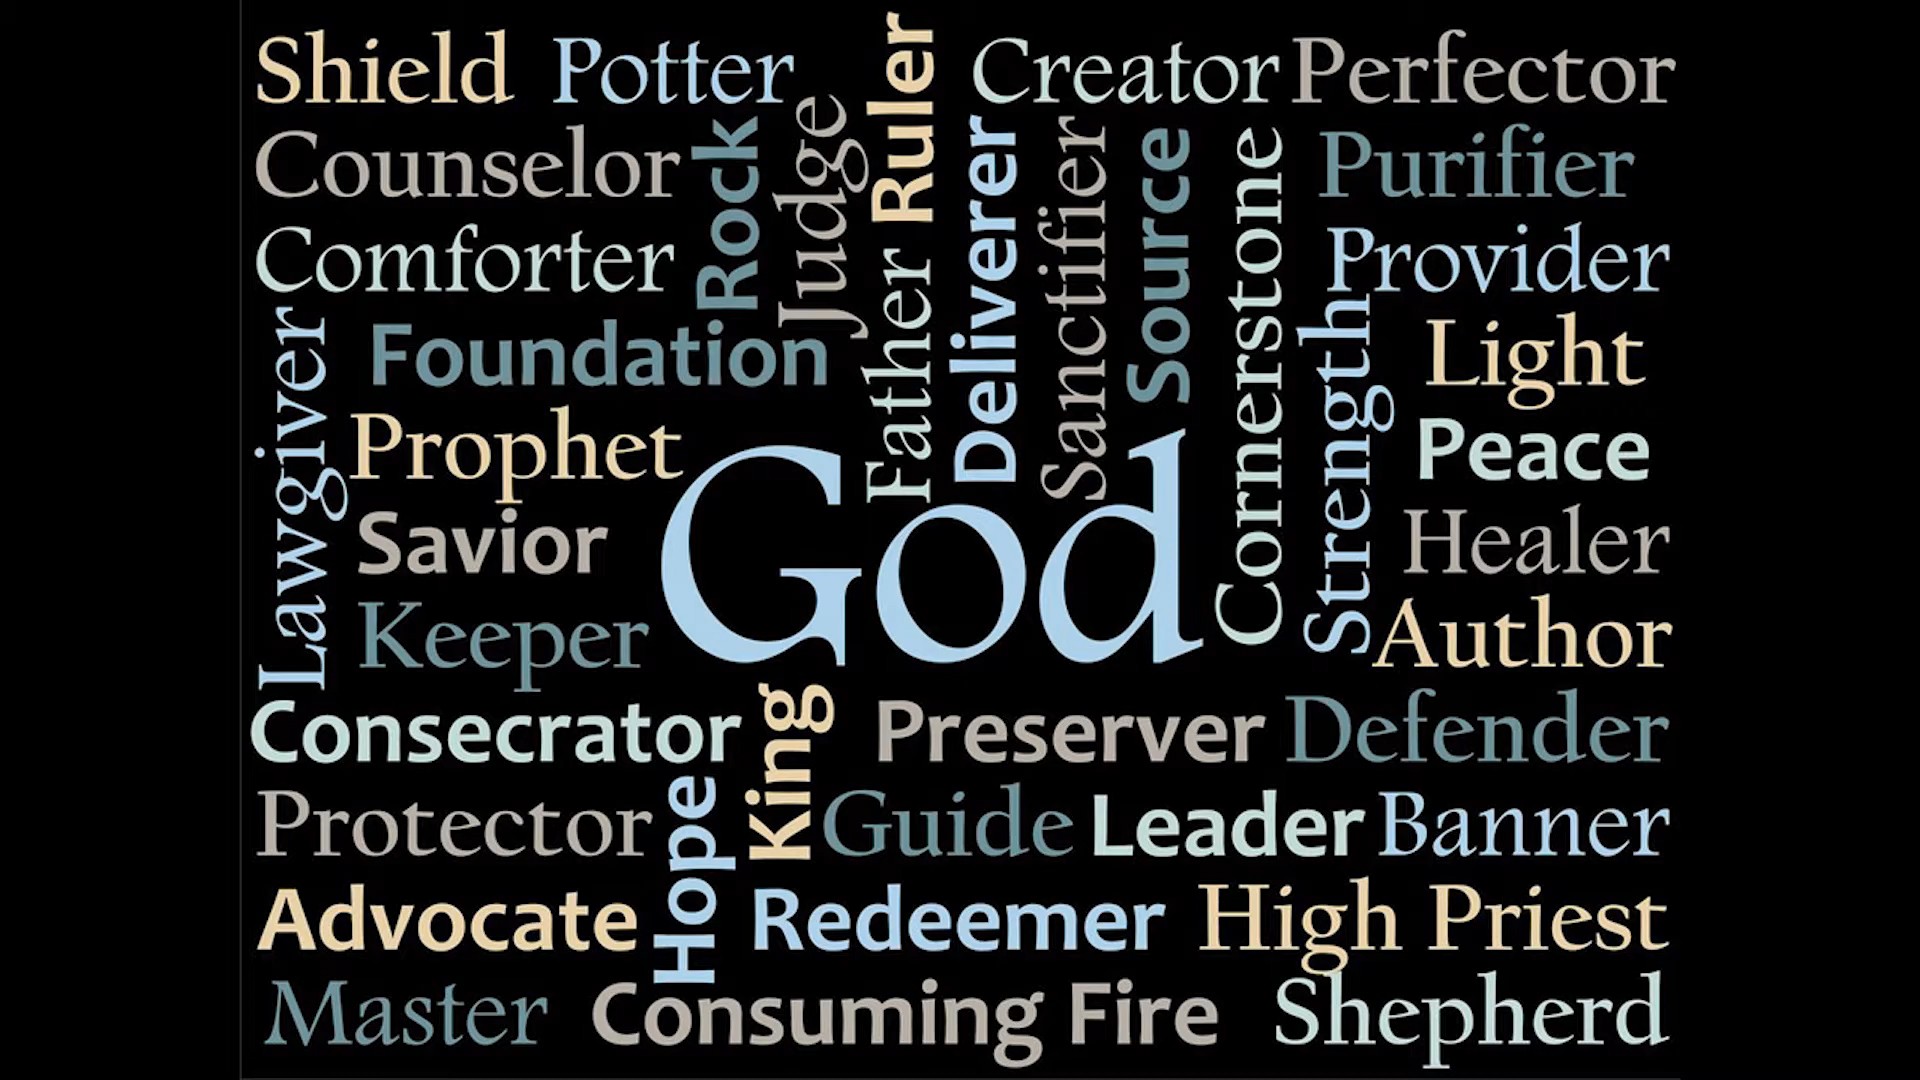 Shield Potter
Ruler
Creator Perfector
Counselor
Rock
Judge
Deliverer
Sanctifier
Source
Cornerstone
Purifier
Comforter
Father
Provider
Lawgiver
Foundation
Strength
Light
Prophet
God
Peace
Savior
Healer
Keeper
Author
Consecrator
King
Preserver Defender
Protector
Hope
Guide Leader Banner
Advocate
Redeemer High Priest
Master Consuming Fire Shepherd